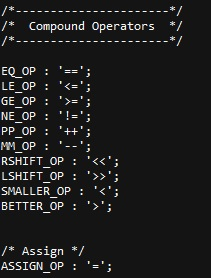 /*----------------------*/
/*  Compound Operators  */
/*----------------------*/
EQ_OP : '==';
LE_OP : '<=';
GE_OP : '>=';
NE_OP : '!=';
PP_OP : '++';
MM_OP : '--';
RSHIFT_OP : '<<';
LSHIFT_OP : '>>';
SMALLER_OP : '<';
BETTER_OP : '>';
/* Assign */
ASSIGN_OP : '=';